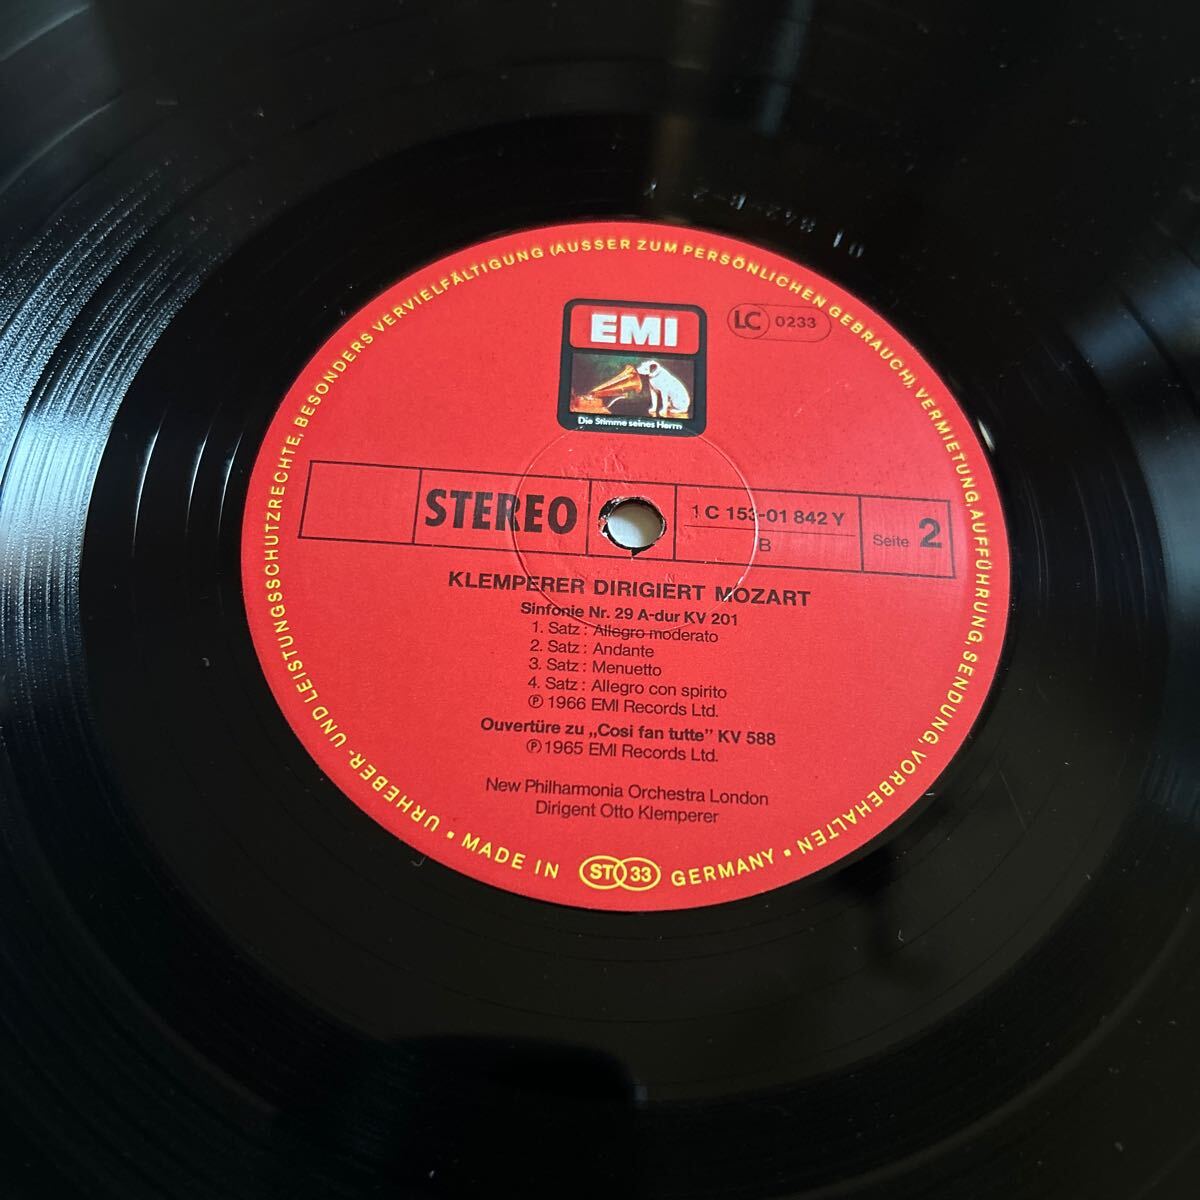 EMI
Die Stimme seines Herrn
LC 0233
STEREO
1 C 153-01 842 Y
B
Seite 2
KLEMPERER DIRIGIERT MOZART
Sinfonie Nr. 29 A-dur KV 201
1. Satz: Allegro moderato
2. Satz: Andante
3. Satz: Menuetto
4. Satz: Allegro con spirito
Ⓟ 1966 EMI Records Ltd.
Ouvertüre zu „Cosi fan tutte” KV 588
Ⓟ 1965 EMI Records Ltd.
New Philharmonia Orchestra London
Dirigent Otto Klemperer
URHEBER- UND LEISTUNGSSCHUTZRECHTE, BESONDERS VERVIELFÄLTIGUNG (AUSSER ZUM PERSÖNLICHEN GEBRAUCH), VERMIETUNG, AUFFÜHRUNG, SENDUNG, VORBEHALTEN
▪ MADE IN ST 33 GERMANY ▪